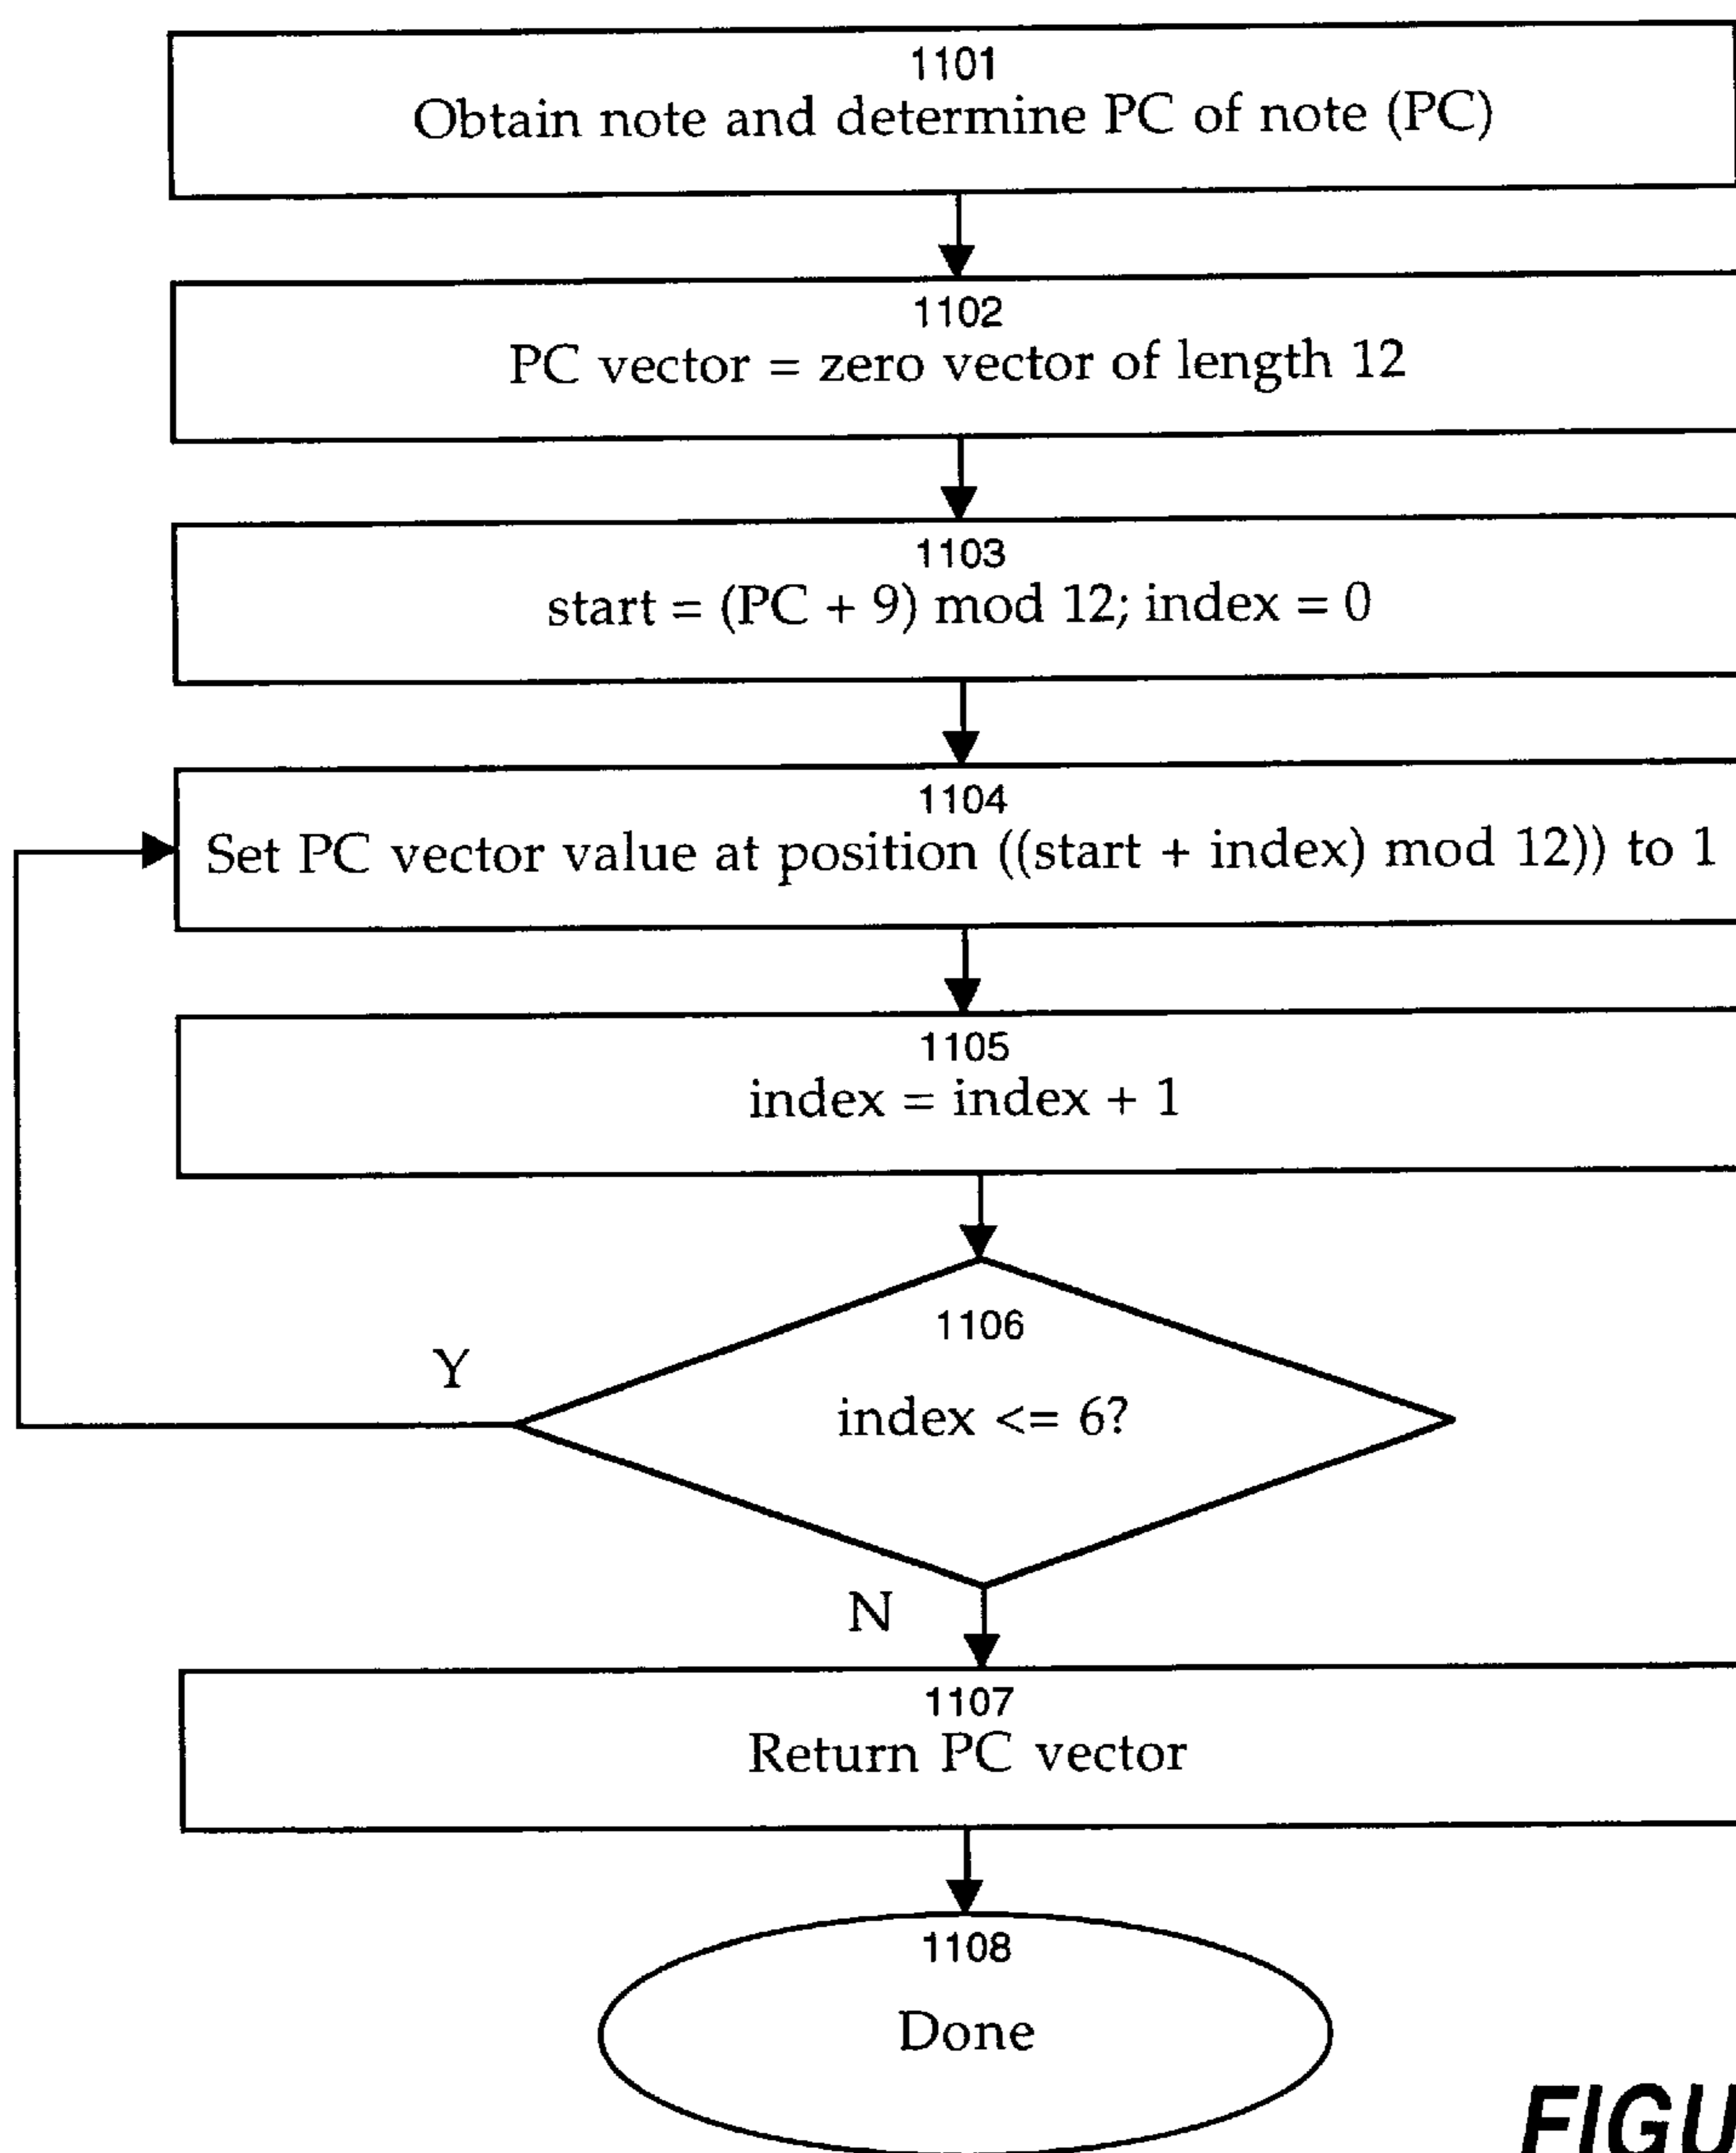 1101
Obtain note and determine PC of note (PC)
1102
PC vector = zero vector of length 12
1103
start = (PC + 9) mod 12; index = 0
1104
Set PC vector value at position ((start + index) mod 12)) to 1
1105
index = index + 1
1106
index <= 6?
Y
N
1107
Return PC vector
1108
Done
FIGU